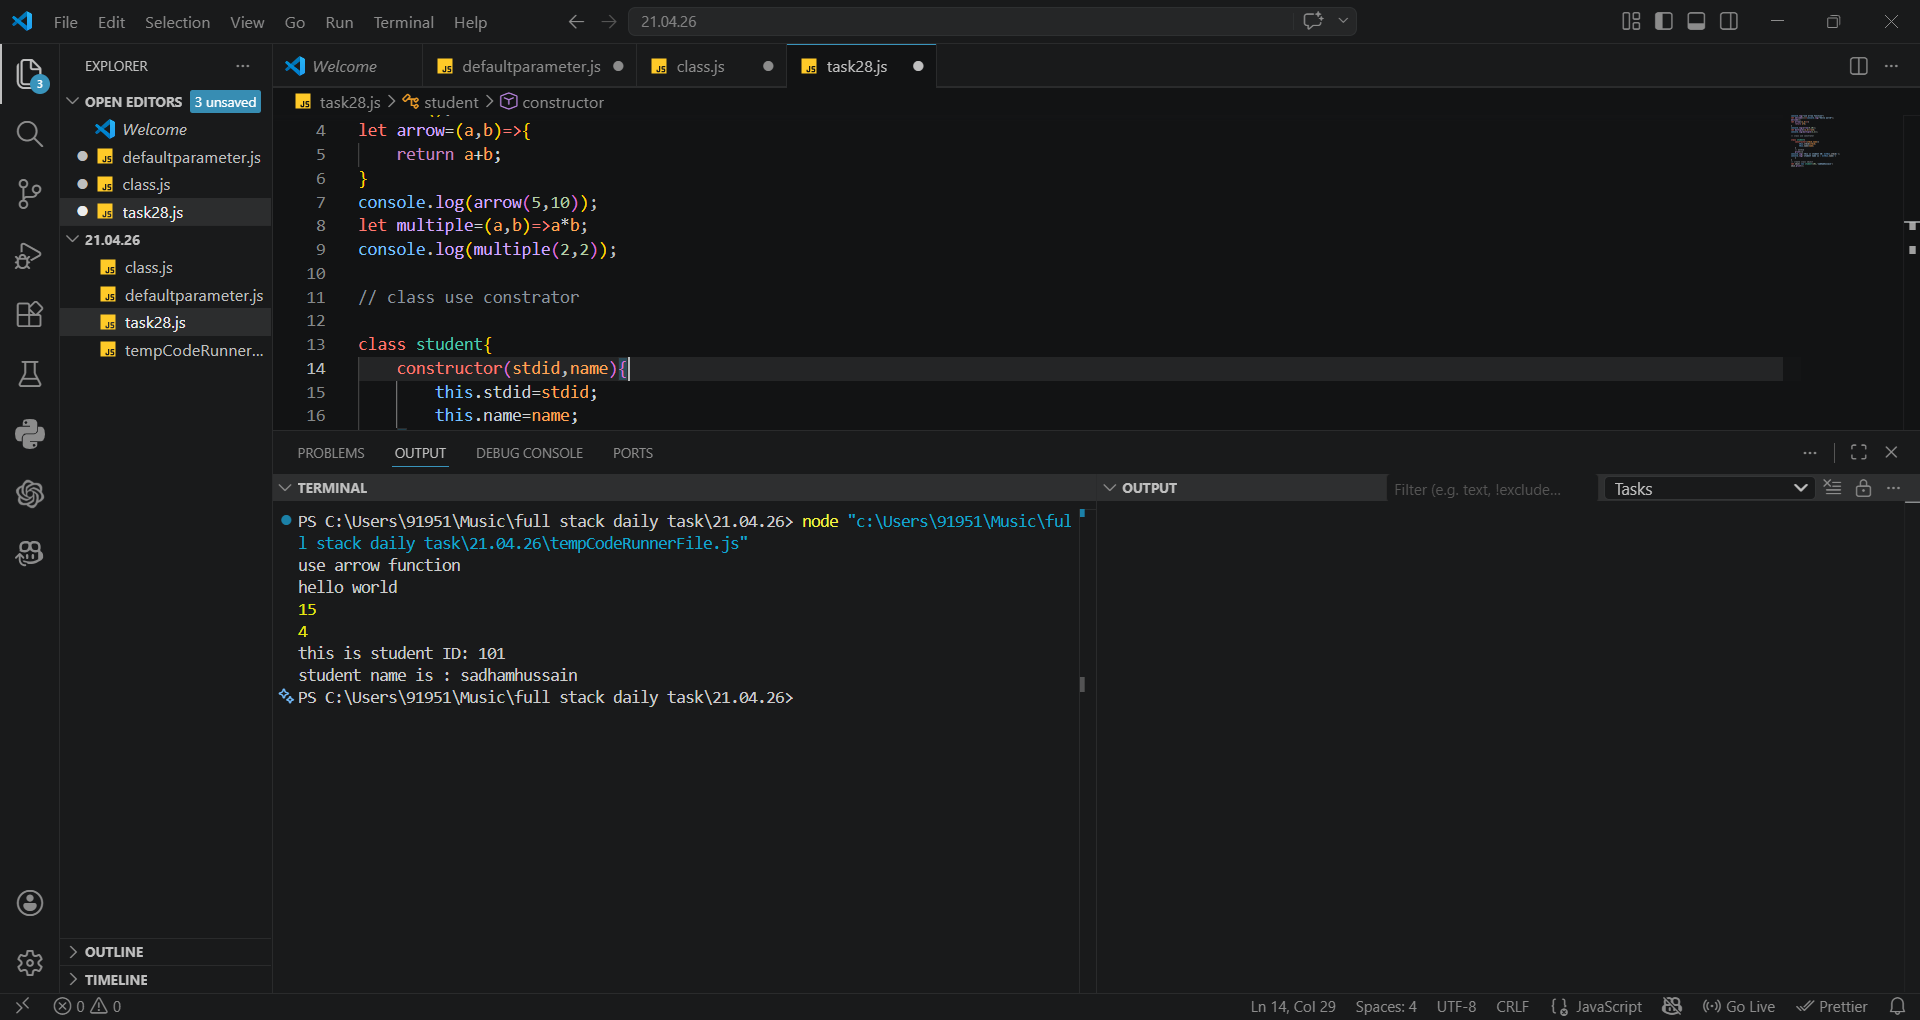 File Edit Selection View Go Run Terminal Help
21.04.26
EXPLORER
Welcome
defaultparameter.js
class.js
task28.js
3
OPEN EDITORS 3 unsaved
Welcome
defaultparameter.js
class.js
task28.js
21.04.26
class.js
defaultparameter.js
task28.js
tempCodeRunner...
OUTLINE
TIMELINE
task28.js > student > constructor
4 let arrow=(a,b)=>{
5 return a+b;
6 }
7 console.log(arrow(5,10));
8 let multiple=(a,b)=>a*b;
9 console.log(multiple(2,2));
10
11 // class use constrator
12
13 class student{
14 constructor(stdid,name){
15 this.stdid=stdid;
16 this.name=name;
PROBLEMS OUTPUT DEBUG CONSOLE PORTS
TERMINAL
PS C:\Users\91951\Music\full stack daily task\21.04.26> node "c:\Users\91951\Music\ful
l stack daily task\21.04.26\tempCodeRunnerFile.js"
use arrow function
hello world
15
4
this is student ID: 101
student name is : sadhamhussain
PS C:\Users\91951\Music\full stack daily task\21.04.26>
OUTPUT
Filter (e.g. text, !exclude...
Tasks
0 0
Ln 14, Col 29 Spaces: 4 UTF-8 CRLF {} JavaScript Go Live Prettier